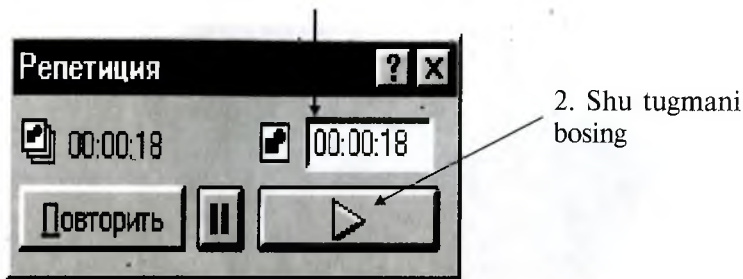 Репетиция
? X
00:00:18 00:00:18
2. Shu tugmani
bosing
Повторить